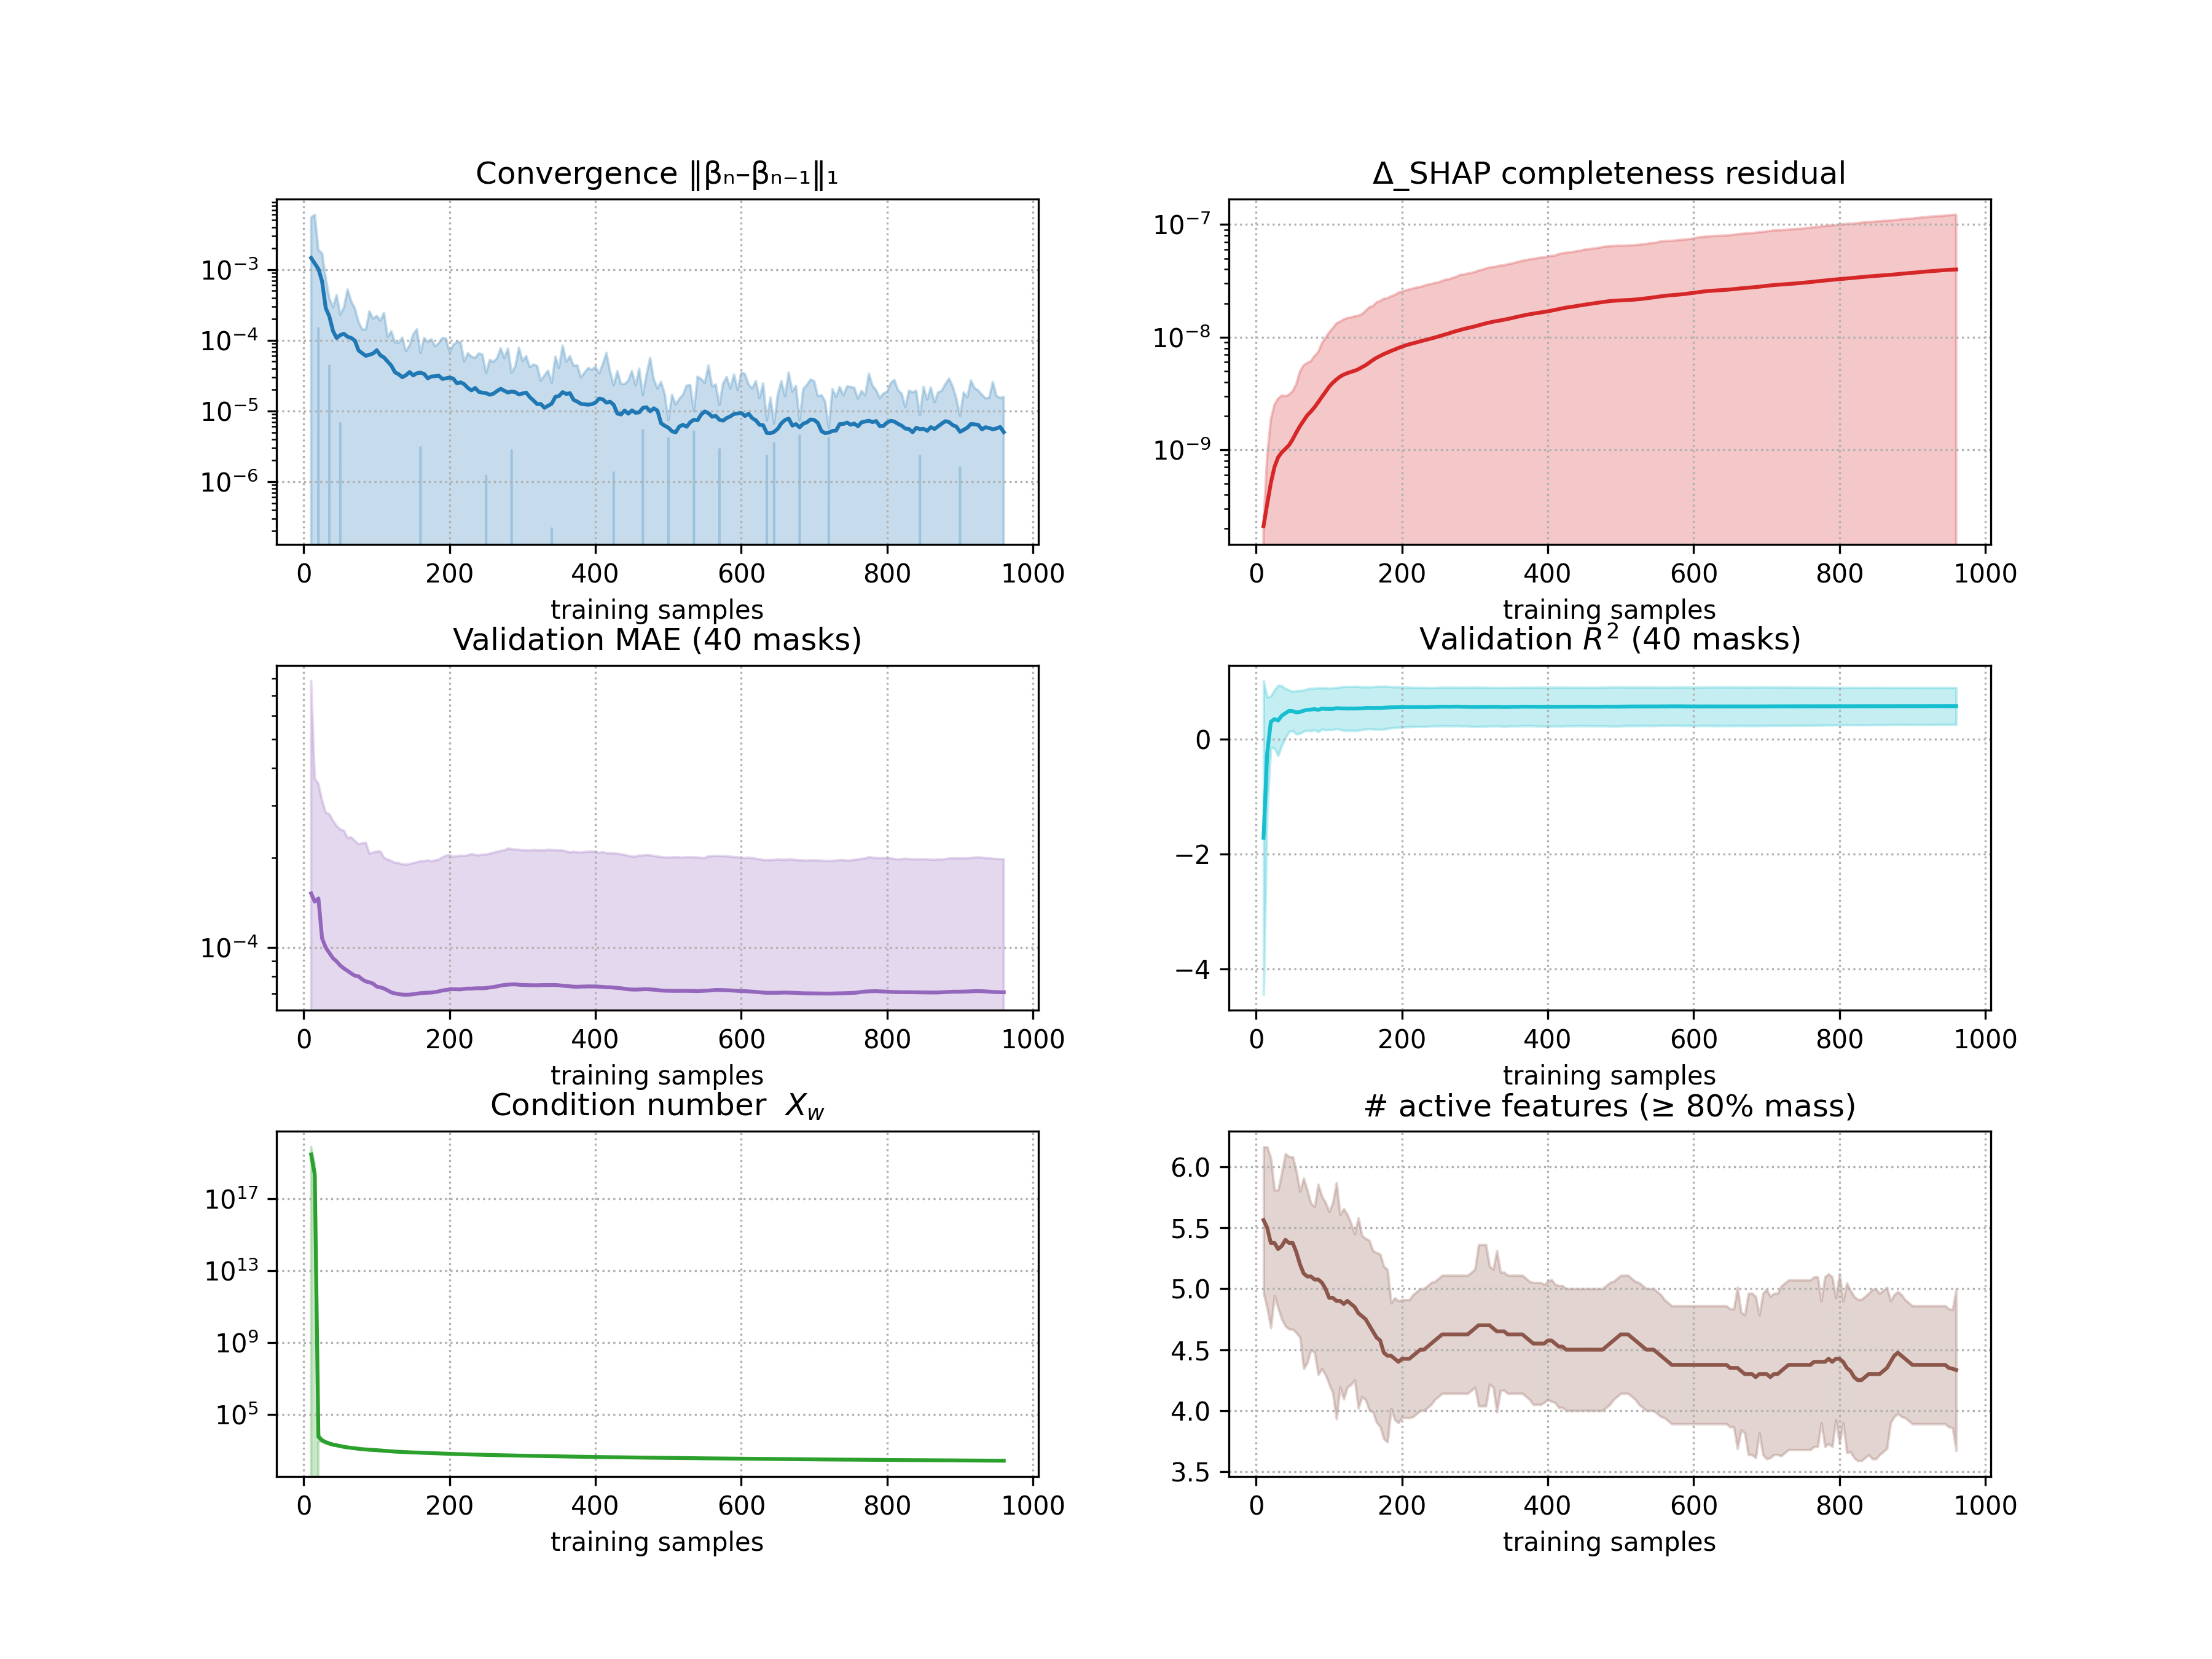 Convergence ‖βₙ–βₙ₋₁‖₁
10⁻³
10⁻⁴
10⁻⁵
10⁻⁶
0 200 400 600 800 1000
training samples
Δ_SHAP completeness residual
10⁻⁷
10⁻⁸
10⁻⁹
0 200 400 600 800 1000
training samples
Validation MAE (40 masks)
10⁻⁴
0 200 400 600 800 1000
training samples
Validation R² (40 masks)
0
−2
−4
0 200 400 600 800 1000
training samples
Condition number X_w
10¹⁷
10¹³
10⁹
10⁵
0 200 400 600 800 1000
training samples
# active features (≥ 80% mass)
6.0
5.5
5.0
4.5
4.0
3.5
0 200 400 600 800 1000
training samples